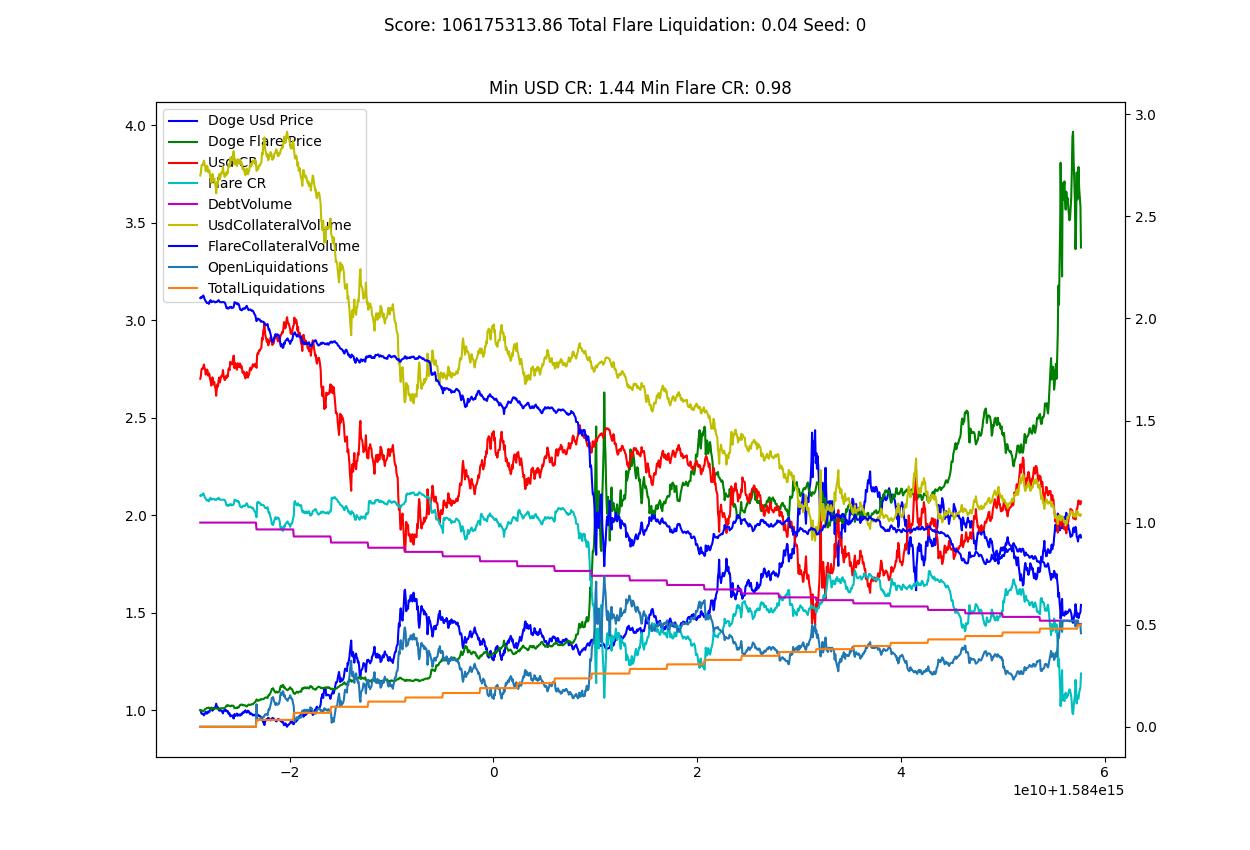 Score: 106175313.86 Total Flare Liquidation: 0.04 Seed: 0
Min USD CR: 1.44 Min Flare CR: 0.98
Doge Usd Price
Doge Flare Price
Usd CR
Flare CR
DebtVolume
UsdCollateralVolume
FlareCollateralVolume
OpenLiquidations
TotalLiquidations
4.0
3.5
3.0
2.5
2.0
1.5
1.0
3.0
2.5
2.0
1.5
1.0
0.5
0.0
−2
0
2
4
6
1e10+1.584e15